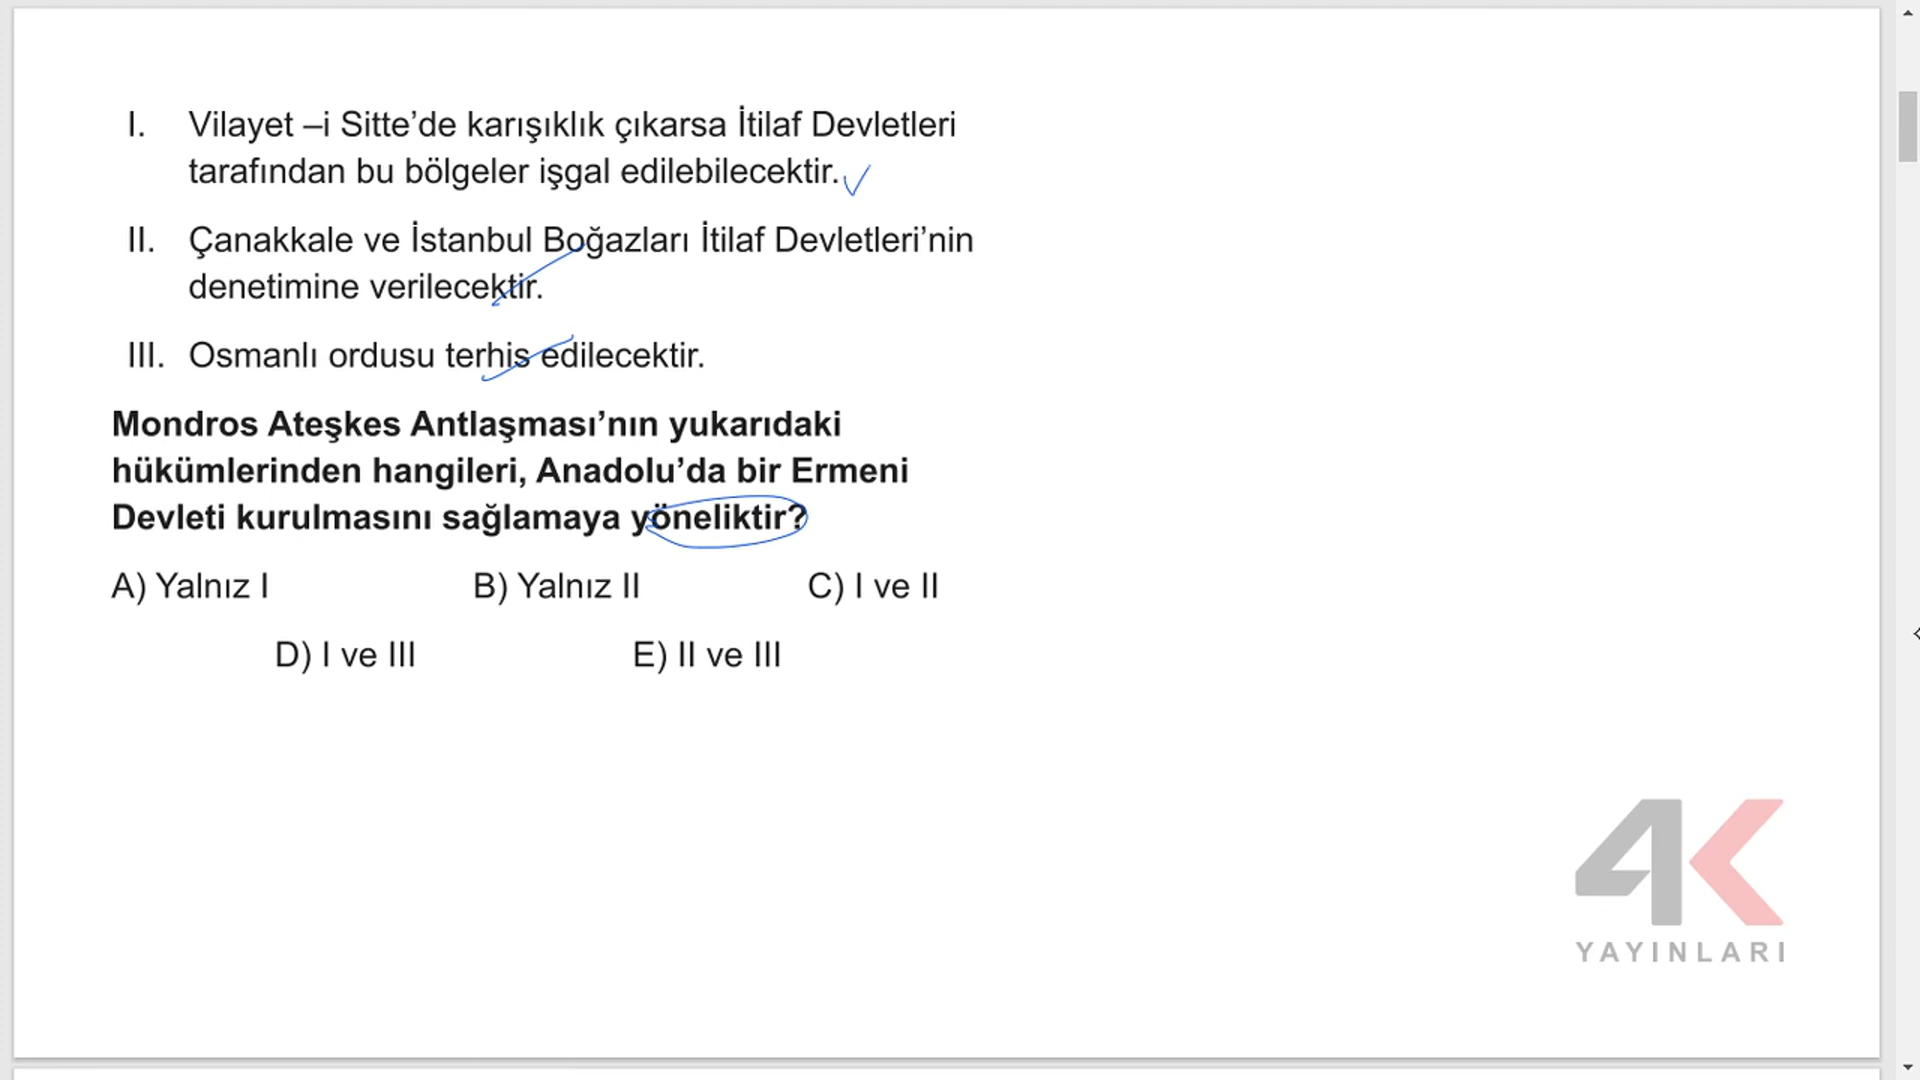 I. Vilayet –i Sitte’de karışıklık çıkarsa İtilaf Devletleri
tarafından bu bölgeler işgal edilebilecektir.
II. Çanakkale ve İstanbul Boğazları İtilaf Devletleri’nin
denetimine verilecektir.
III. Osmanlı ordusu terhis edilecektir.
Mondros Ateşkes Antlaşması’nın yukarıdaki
hükümlerinden hangileri, Anadolu’da bir Ermeni
Devleti kurulmasını sağlamaya yöneliktir?
A) Yalnız I B) Yalnız II C) I ve II
D) I ve III E) II ve III
4K
YAYINLARI